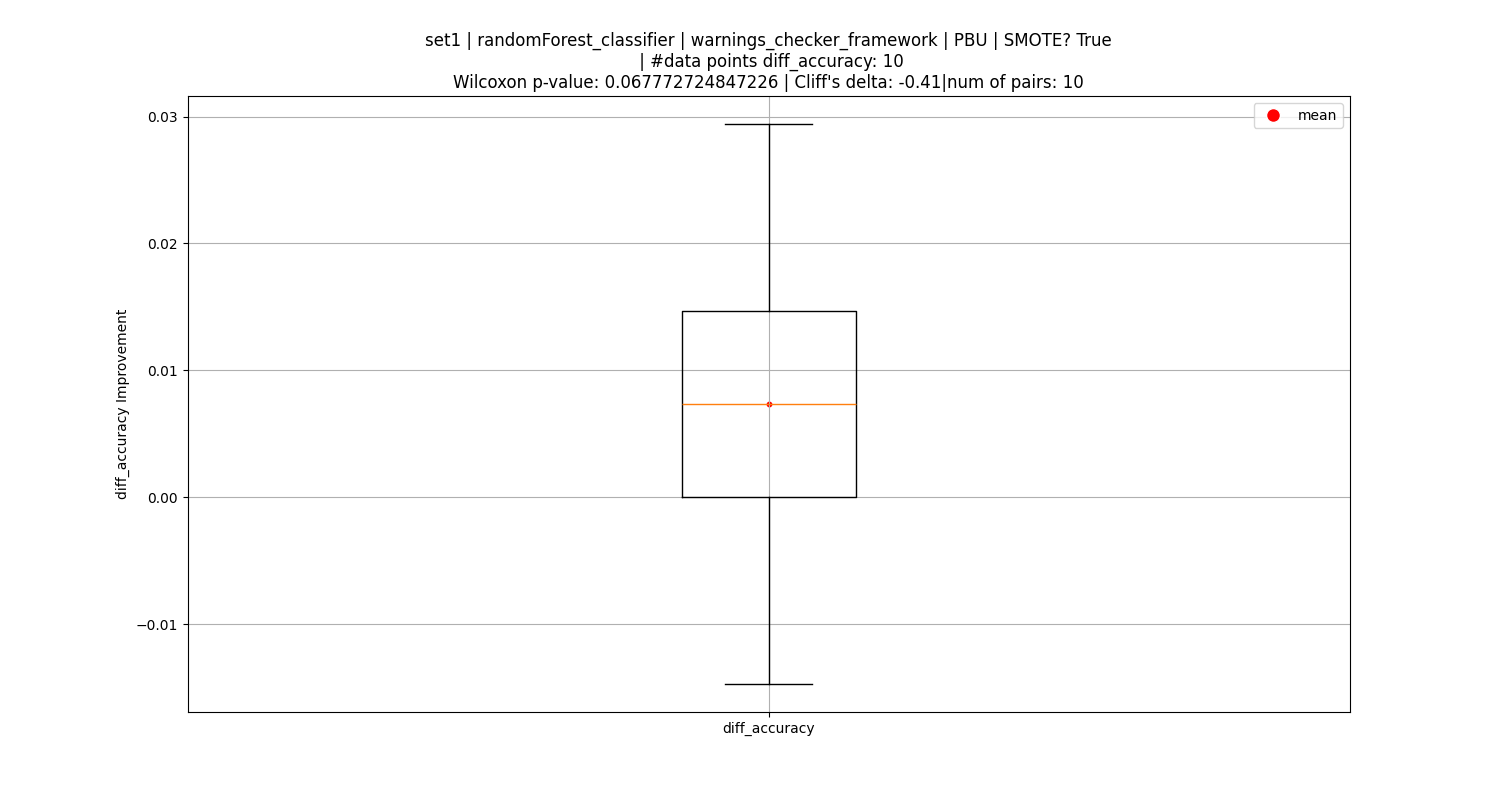 set1 | randomForest_classifier | warnings_checker_framework | PBU | SMOTE? True
| #data points diff_accuracy: 10
Wilcoxon p-value: 0.067772724847226 | Cliff's delta: -0.41|num of pairs: 10
mean
0.03
0.02
0.01
0.00
−0.01
diff_accuracy Improvement
diff_accuracy